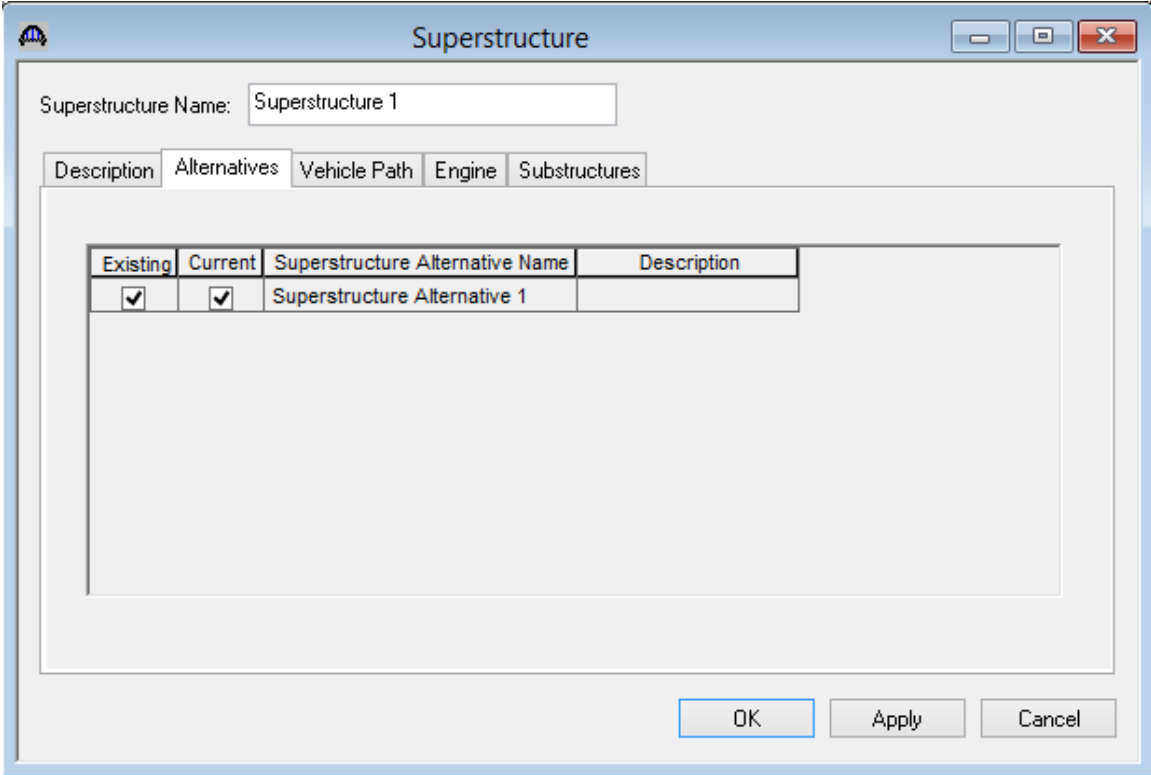 Superstructure
Superstructure Name: Superstructure 1
Description Alternatives Vehicle Path Engine Substructures
Existing Current Superstructure Alternative Name Description
Superstructure Alternative 1
OK Apply Cancel